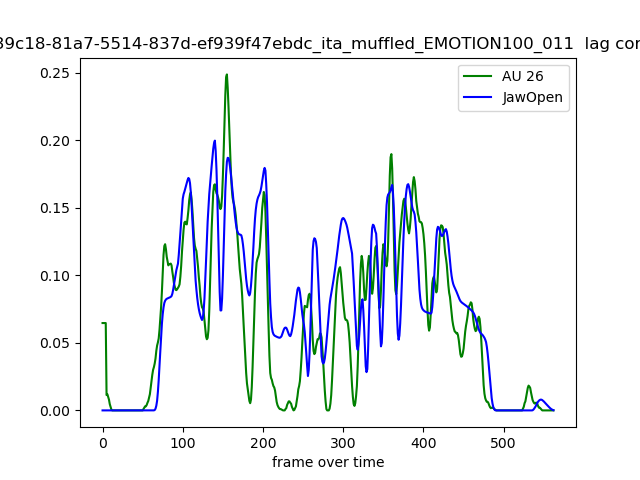 39c18-81a7-5514-837d-ef939f47ebdc_ita_muffled_EMOTION100_011  lag cor
AU 26
JawOpen
0.25
0.20
0.15
0.10
0.05
0.00
0 100 200 300 400 500
frame over time